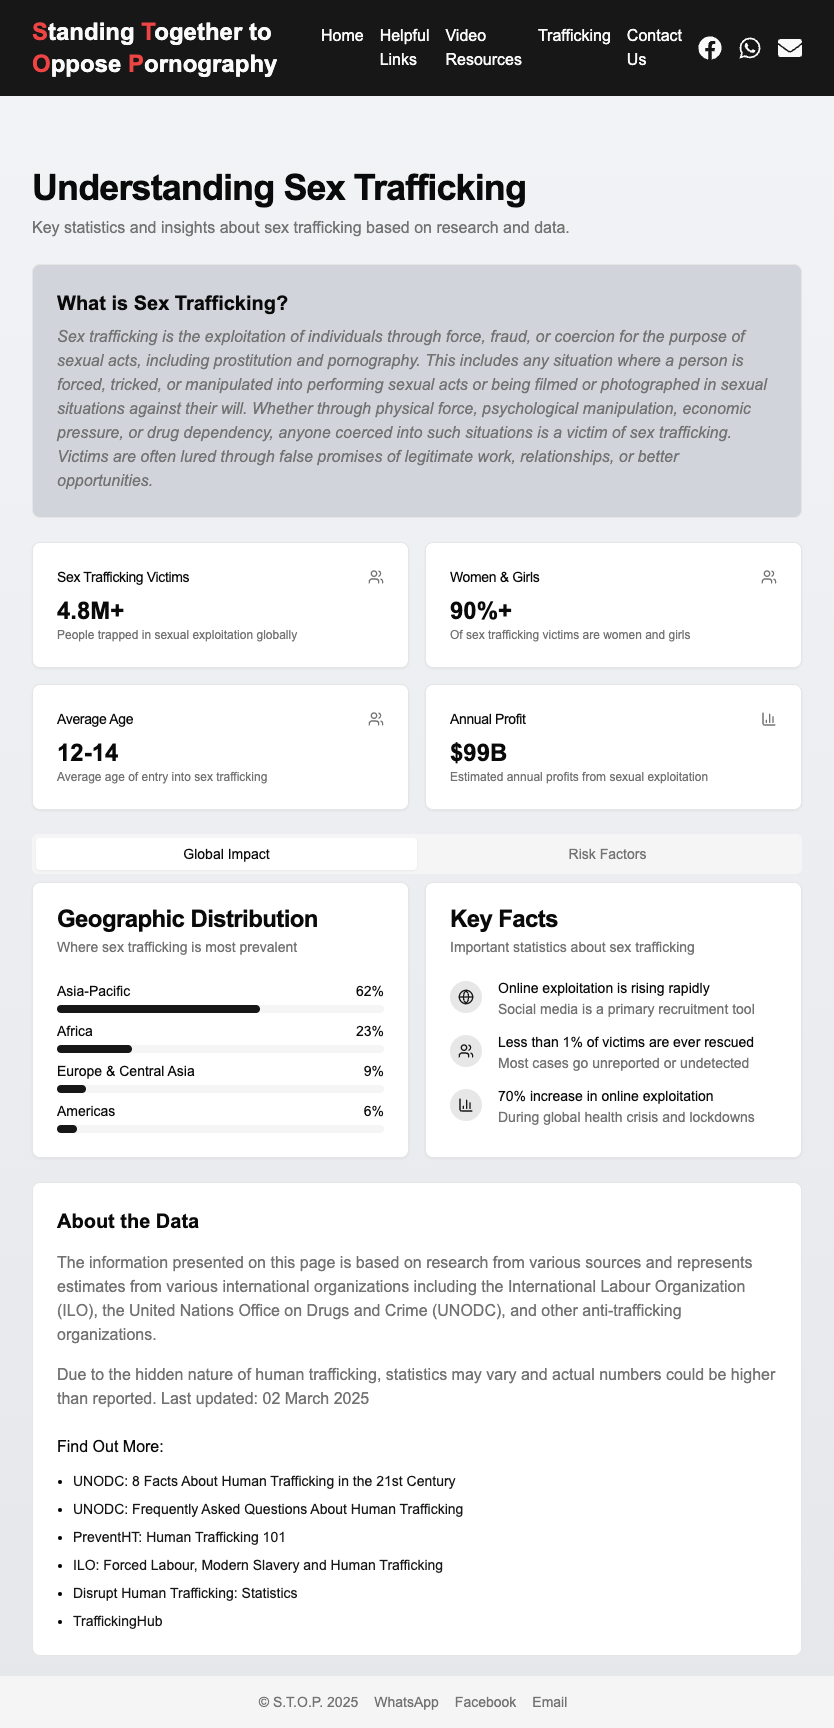 Standing Together to
Oppose Pornography
Home
Helpful
Links
Video
Resources
Trafficking
Contact
Us
Understanding Sex Trafficking
Key statistics and insights about sex trafficking based on research and data.
What is Sex Trafficking?
Sex trafficking is the exploitation of individuals through force, fraud, or coercion for the purpose of
sexual acts, including prostitution and pornography. This includes any situation where a person is
forced, tricked, or manipulated into performing sexual acts or being filmed or photographed in sexual
situations against their will. Whether through physical force, psychological manipulation, economic
pressure, or drug dependency, anyone coerced into such situations is a victim of sex trafficking.
Victims are often lured through false promises of legitimate work, relationships, or better
opportunities.
Sex Trafficking Victims
4.8M+
People trapped in sexual exploitation globally
Women & Girls
90%+
Of sex trafficking victims are women and girls
Average Age
12-14
Average age of entry into sex trafficking
Annual Profit
$99B
Estimated annual profits from sexual exploitation
Global Impact
Risk Factors
Geographic Distribution
Where sex trafficking is most prevalent
Asia-Pacific 62%
Africa 23%
Europe & Central Asia 9%
Americas 6%
Key Facts
Important statistics about sex trafficking
Online exploitation is rising rapidly
Social media is a primary recruitment tool
Less than 1% of victims are ever rescued
Most cases go unreported or undetected
70% increase in online exploitation
During global health crisis and lockdowns
About the Data
The information presented on this page is based on research from various sources and represents
estimates from various international organizations including the International Labour Organization
(ILO), the United Nations Office on Drugs and Crime (UNODC), and other anti-trafficking
organizations.
Due to the hidden nature of human trafficking, statistics may vary and actual numbers could be higher
than reported. Last updated: 02 March 2025
Find Out More:
• UNODC: 8 Facts About Human Trafficking in the 21st Century
• UNODC: Frequently Asked Questions About Human Trafficking
• PreventHT: Human Trafficking 101
• ILO: Forced Labour, Modern Slavery and Human Trafficking
• Disrupt Human Trafficking: Statistics
• TraffickingHub
© S.T.O.P. 2025 WhatsApp Facebook Email